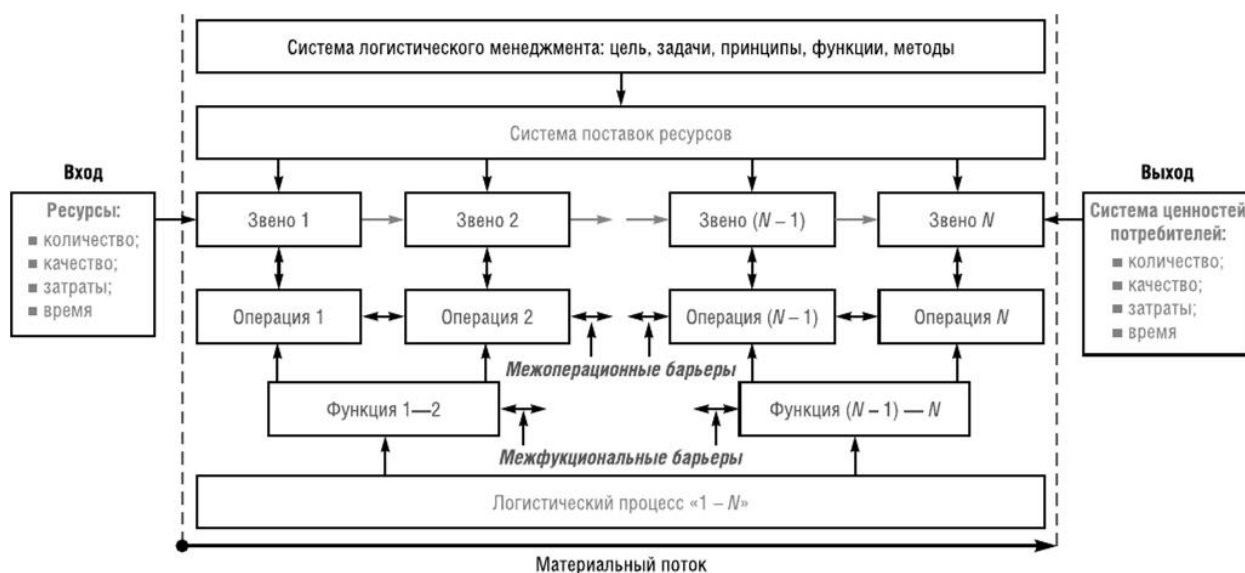 Система логистического менеджмента: цель, задачи, принципы, функции, методы
Система поставок ресурсов
Вход
Ресурсы:
■ количество;
■ качество;
■ затраты;
■ время
Звено 1
Звено 2
Звено (N – 1)
Звено N
Выход
Система ценностей
потребителей:
■ количество;
■ качество;
■ затраты;
■ время
Операция 1
Операция 2
Операция (N – 1)
Операция N
Межоперационные барьеры
Функция 1—2
Функция (N – 1) — N
Межфукциональные барьеры
Логистический процесс «1 – N»
Материальный поток